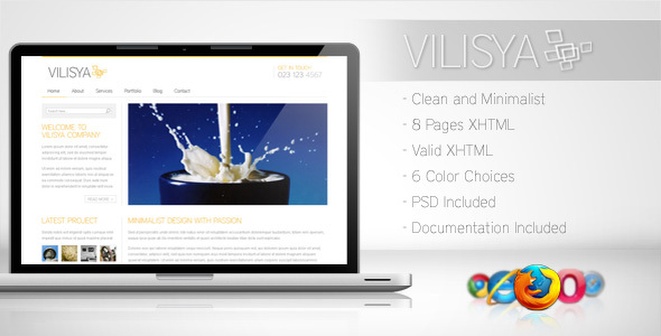 VILISYA
GET IN TOUCH
023 123 4567
Home About Services Portfolio Blog Contact
WELCOME TO
VILISYA COMPANY
READ MORE
LATEST PROJECT
MINIMALIST DESIGN WITH PASSION
VILISYA
- Clean and Minimalist
- 8 Pages XHTML
- Valid XHTML
- 6 Color Choices
- PSD Included
- Documentation Included